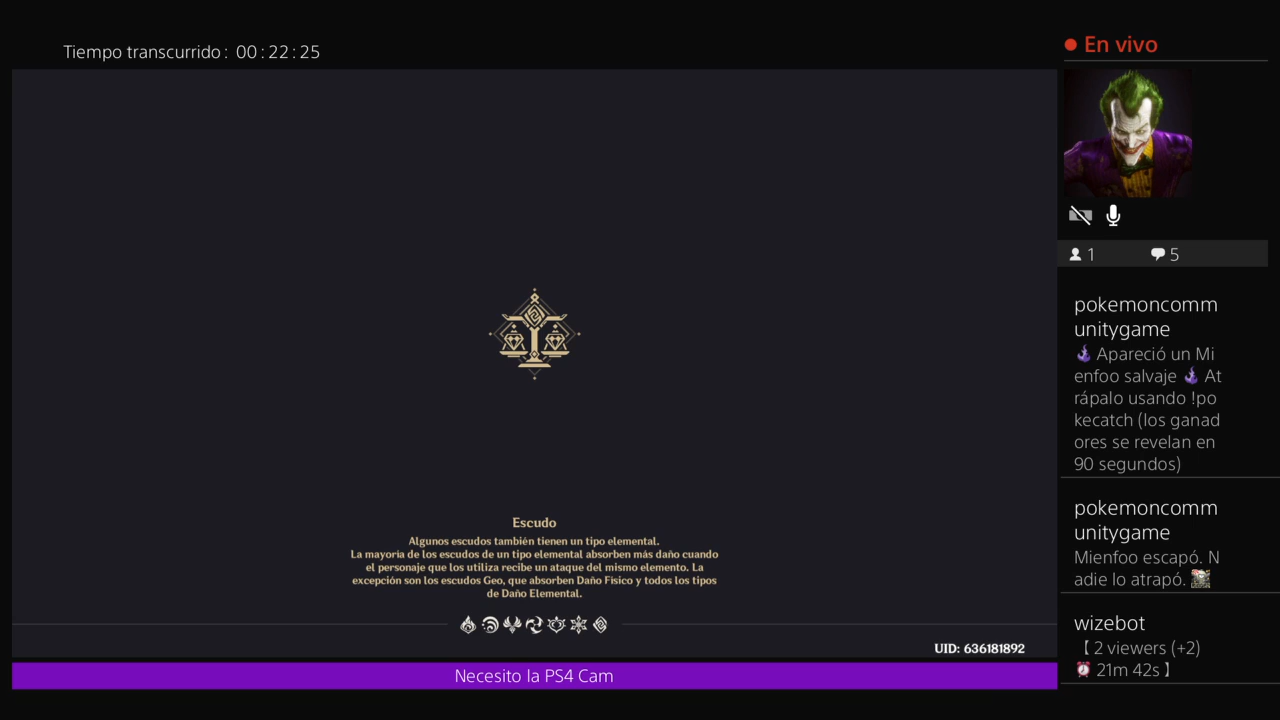 Tiempo transcurrido : 00 : 22 : 25
En vivo
1 5
pokemoncomm
unitygame
Apareció un Mi
enfoo salvaje At
rápalo usando !po
kecatch (los ganad
ores se revelan en
90 segundos)
pokemoncomm
unitygame
Mienfoo escapó. N
adie lo atrapó.
wizebot
【 2 viewers (+2)
21m 42s 】
Escudo
Algunos escudos también tienen un tipo elemental.
La mayoría de los escudos de un tipo elemental absorben más daño cuando
el personaje que los utiliza recibe un ataque del mismo elemento. La
excepción son los escudos Geo, que absorben Daño Físico y todos los tipos
de Daño Elemental.
UID: 636181892
Necesito la PS4 Cam